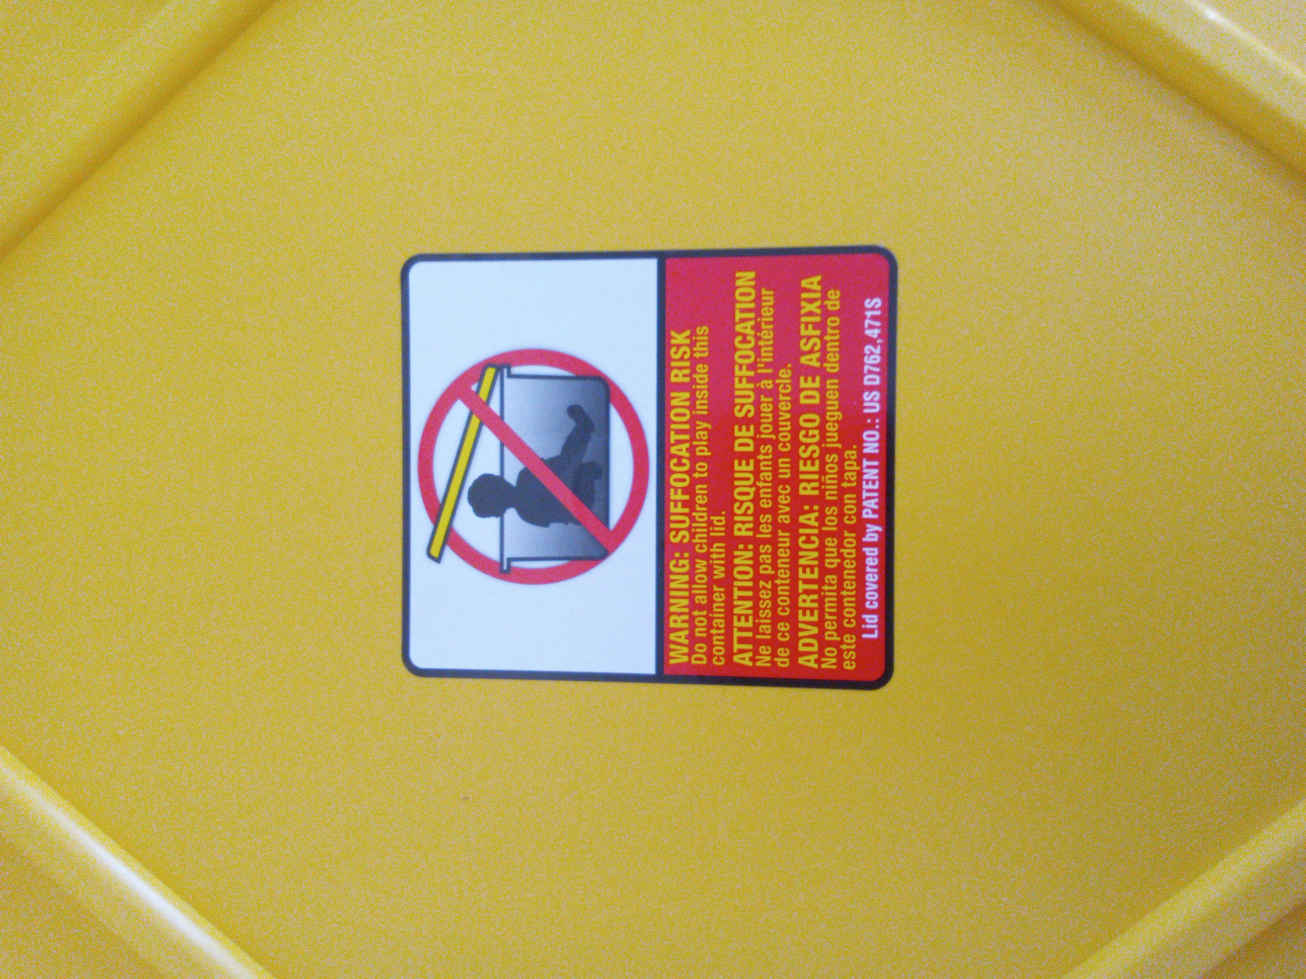 WARNING: SUFFOCATION RISK
Do not allow children to play inside this
container with lid.
ATTENTION: RISQUE DE SUFFOCATION
Ne laissez pas les enfants jouer à l'intérieur
de ce conteneur avec un couvercle.
ADVERTENCIA: RIESGO DE ASFIXIA
No permita que los niños jueguen dentro de
este contenedor con tapa.
Lid covered by PATENT NO.: US D762,471S